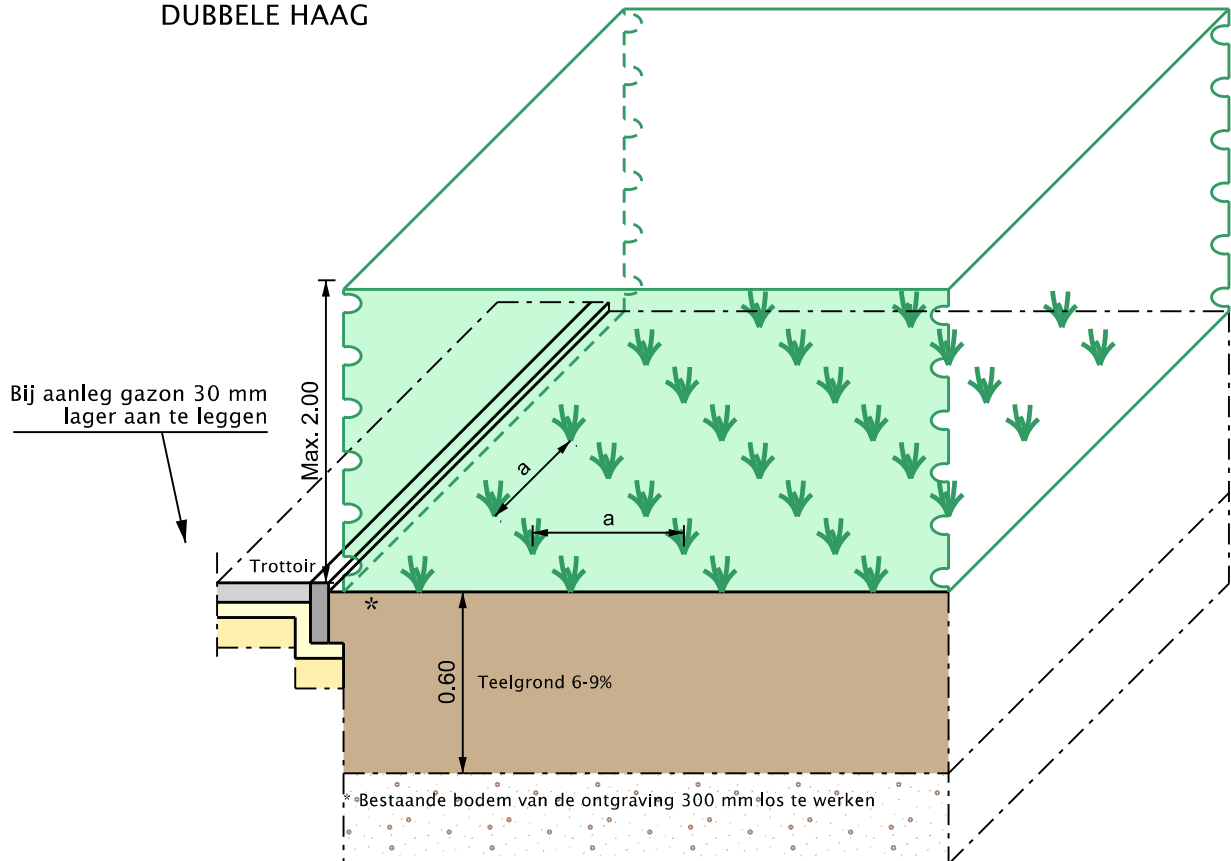 DUBBELE HAAG
Bij aanleg gazon 30 mm
lager aan te leggen
Max. 2.00
a
a
Trottoir
*
0.60
Teelgrond 6-9%
* Bestaande bodem van de ontgraving 300 mm los te werken